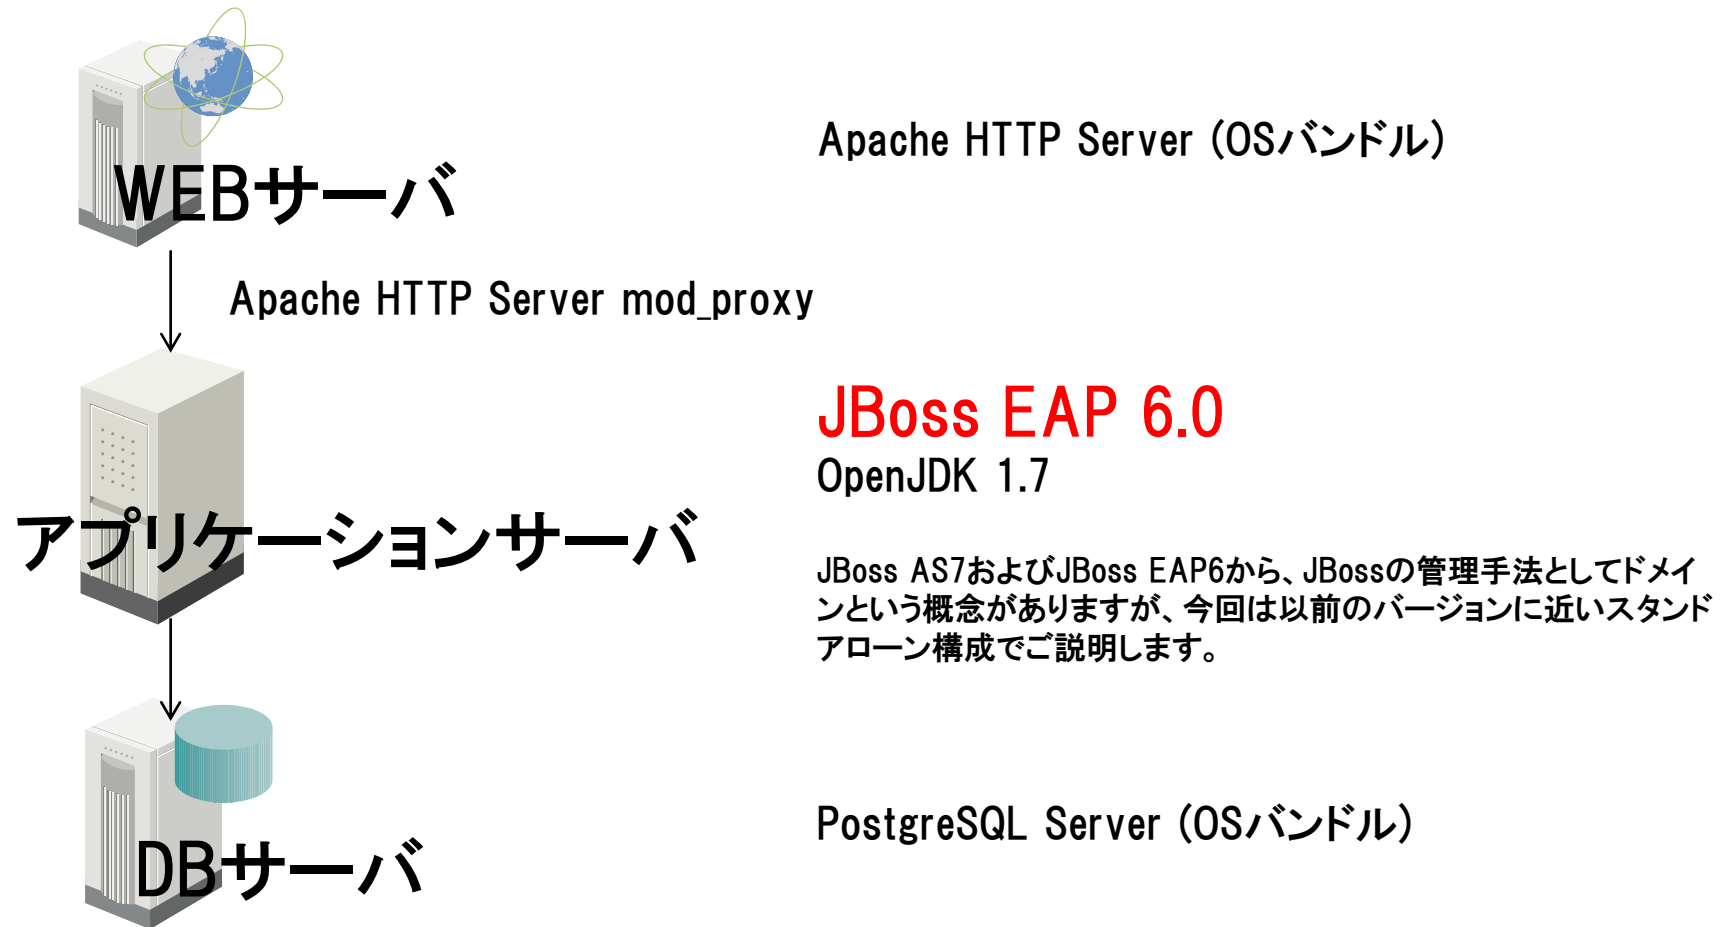 Apache HTTP Server (OSバンドル)
WEBサーバ
Apache HTTP Server mod_proxy
JBoss EAP 6.0
OpenJDK 1.7
アプリケーションサーバ
JBoss AS7およびJBoss EAP6から、JBossの管理手法としてドメイ
ンという概念がありますが、今回は以前のバージョンに近いスタンド
アローン構成でご説明します。
PostgreSQL Server (OSバンドル)
DBサーバ